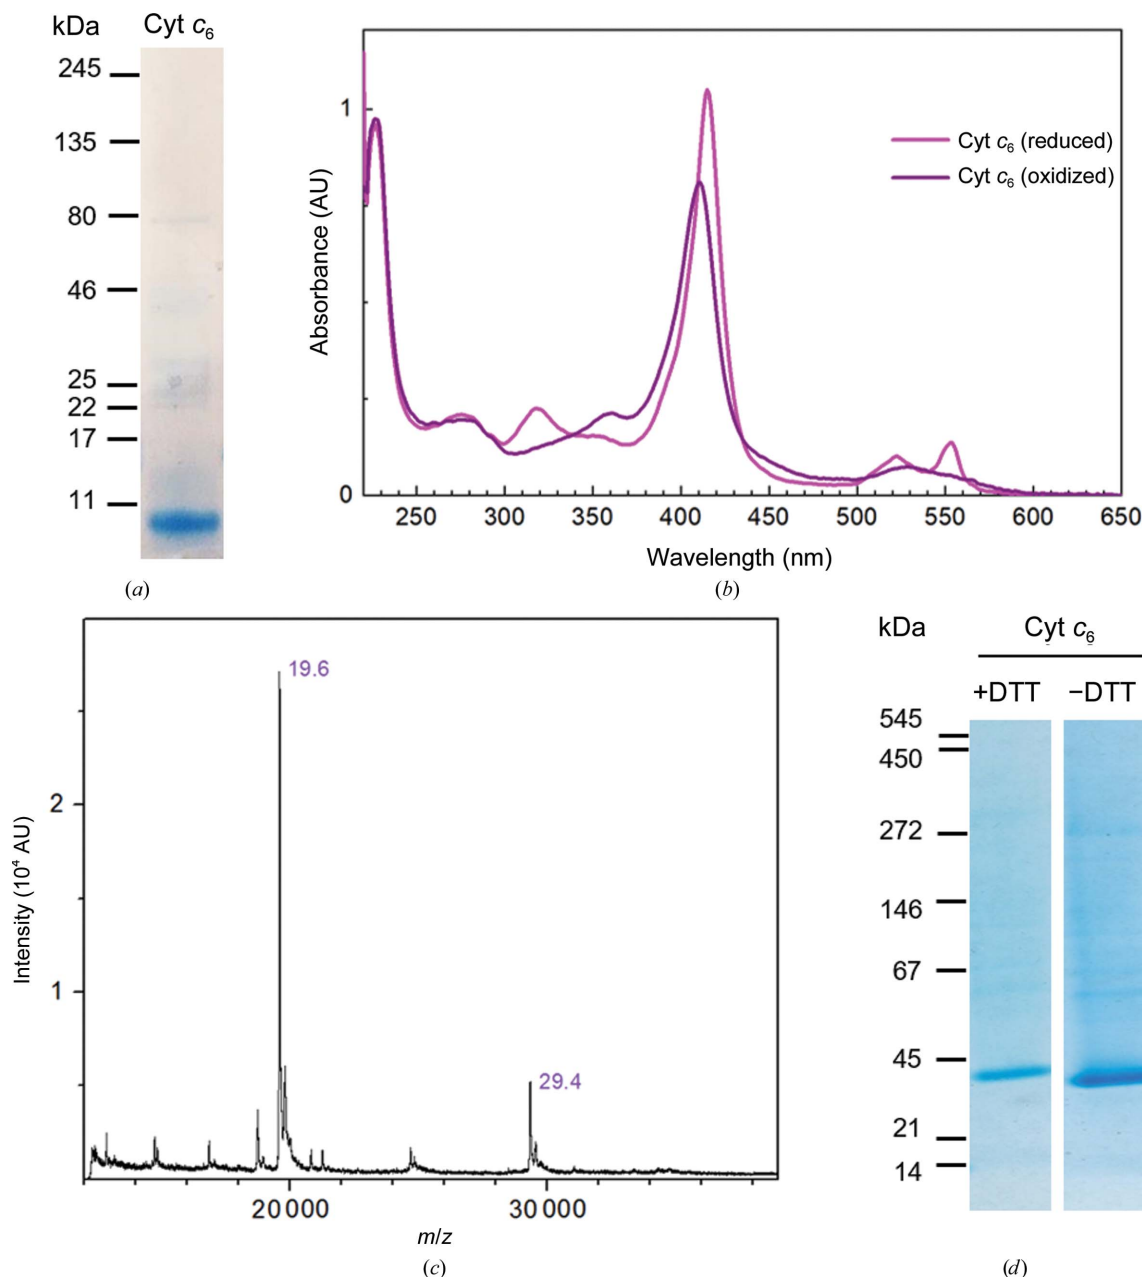 kDa Cyt c6
245
135
80
46
25
22
17
11
(a)
1
0
Absorbance (AU)
Cyt c6 (reduced)
Cyt c6 (oxidized)
250 300 350 400 450 500 550 600 650
Wavelength (nm)
(b)
19.6
29.4
2
1
Intensity (10⁴ AU)
20 000 30 000
m/z
(c)
kDa Cyt c6
+DTT −DTT
545
450
272
146
67
45
21
14
(d)